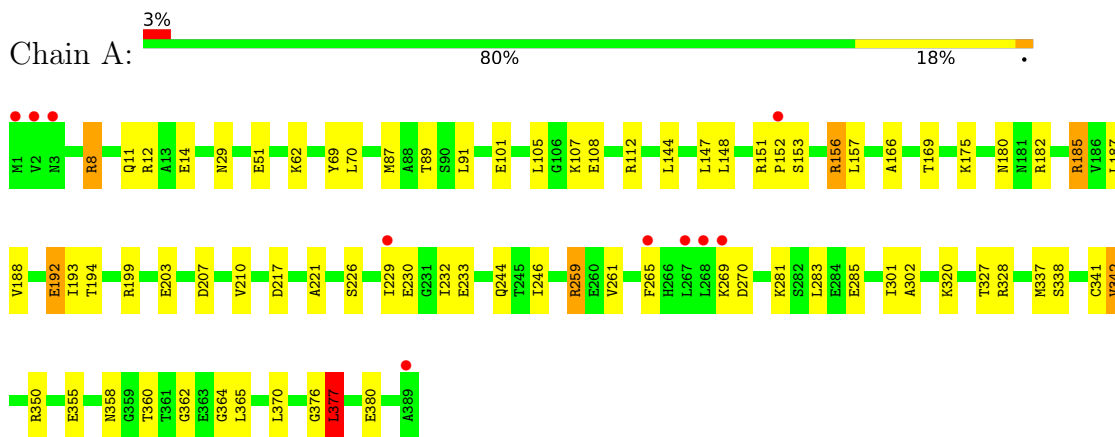 3%
Chain A:
80% 18% •
M1 V2 N3 R8 Q11 R12 A13 E14 N29 E51 K62 Y69 L70 M87 A88 T89 S90 L91 E101 L105 G106 K107 E108 R112 L144 L147 L148 R151 P152 S153 R156 L157 A166 T169 K175 N180 N181 R182 R185 V186 L187
V188 E192 I193 T194 R199 E203 D207 V210 D217 A221 S226 I229 E230 G231 I232 E233 Q244 T245 I246 R259 E260 V261 F265 H266 L267 L268 K269 D270 K281 S282 L283 E284 E285 I301 A302 K320 T327 R328 M337 S338 C341 V342
R350 E355 N358 G359 T360 T361 G362 E363 G364 L365 L370 G376 L377 E380 A389